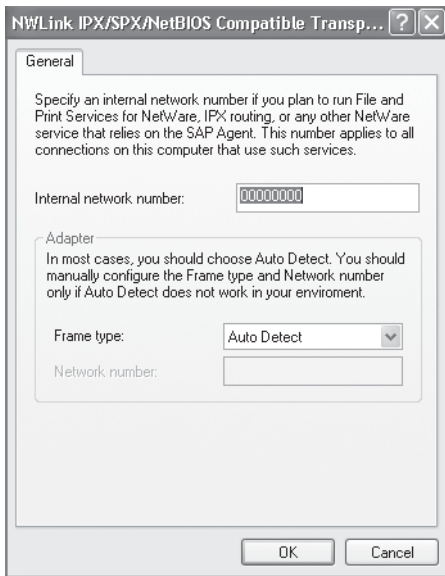 NWLink IPX/SPX/NetBIOS Compatible Transp...
General
Specify an internal network number if you plan to run File and
Print Services for NetWare, IPX routing, or any other NetWare
service that relies on the SAP Agent. This number applies to all
connections on this computer that use such services.
Internal network number: 00000000
Adapter
In most cases, you should choose Auto Detect. You should
manually configure the Frame type and Network number
only if Auto Detect does not work in your enviroment.
Frame type: Auto Detect
Network number:
OK Cancel